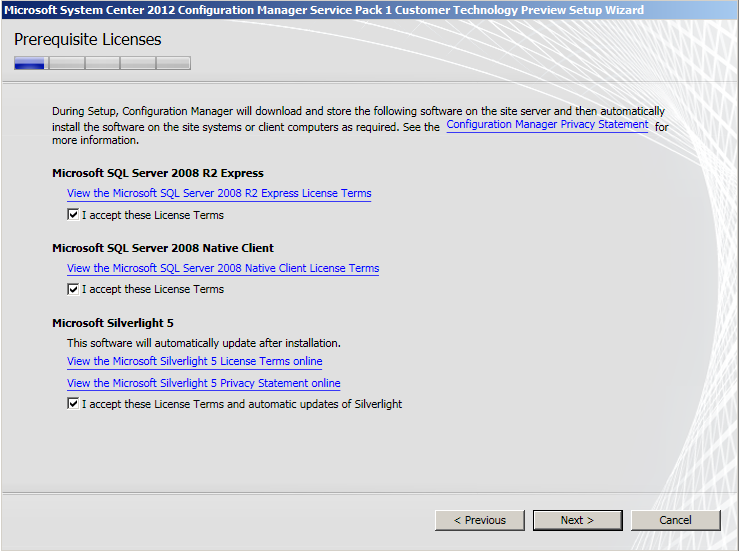 Microsoft System Center 2012 Configuration Manager Service Pack 1 Customer Technology Preview Setup Wizard
Prerequisite Licenses
During Setup, Configuration Manager will download and store the following software on the site server and then automatically
install the software on the site systems or client computers as required. See the Configuration Manager Privacy Statement for
more information.
Microsoft SQL Server 2008 R2 Express
View the Microsoft SQL Server 2008 R2 Express License Terms
I accept these License Terms
Microsoft SQL Server 2008 Native Client
View the Microsoft SQL Server 2008 Native Client License Terms
I accept these License Terms
Microsoft Silverlight 5
This software will automatically update after installation.
View the Microsoft Silverlight 5 License Terms online
View the Microsoft Silverlight 5 Privacy Statement online
I accept these License Terms and automatic updates of Silverlight
< Previous Next > Cancel